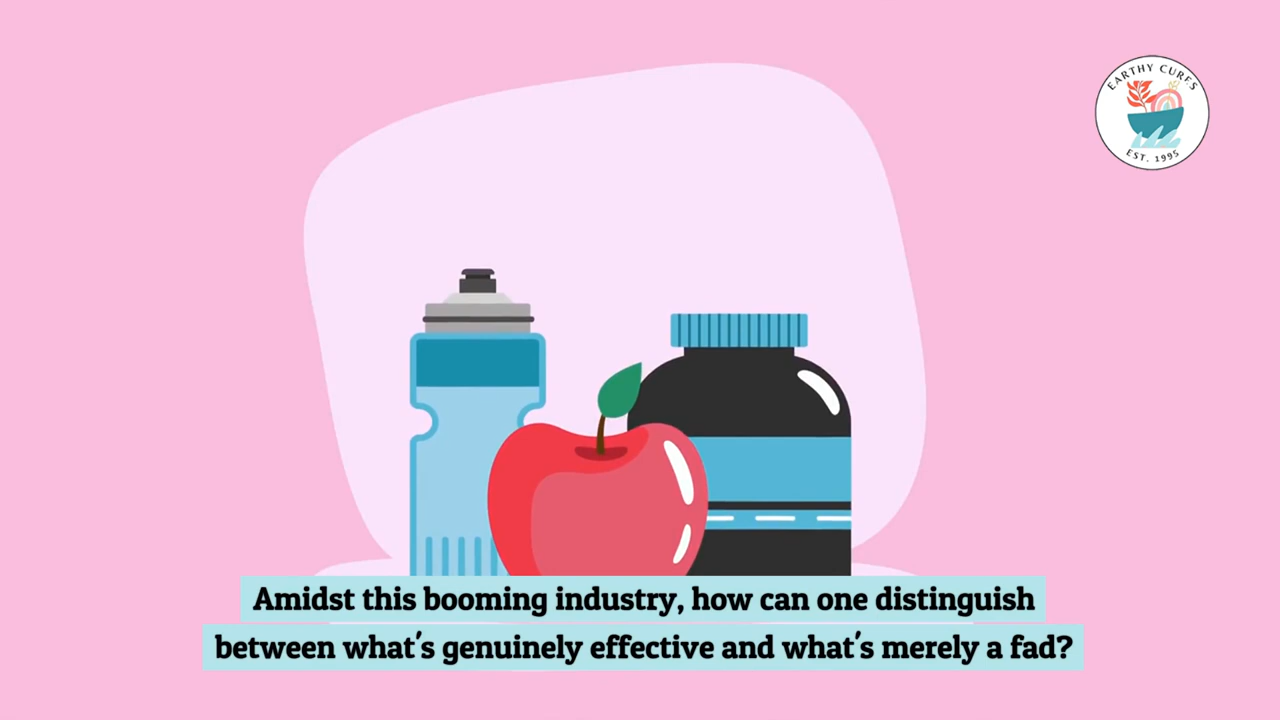 EARTHY CURES
EST. 1995
Amidst this booming industry, how can one distinguish
between what's genuinely effective and what's merely a fad?